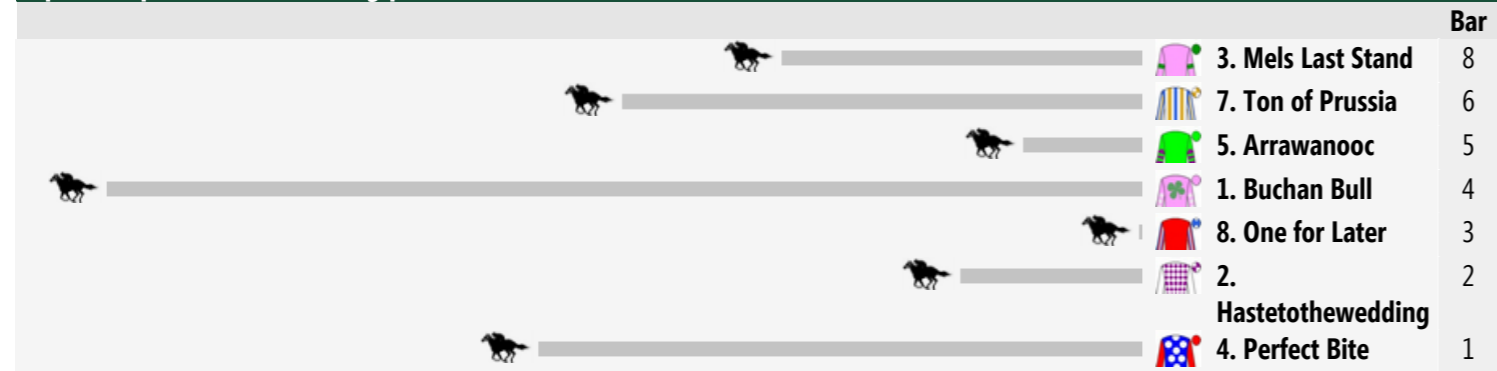 Bar
3. Mels Last Stand 8
7. Ton of Prussia 6
5. Arrawanooc 5
1. Buchan Bull 4
8. One for Later 3
2. 2
Hastetothewedding
4. Perfect Bite 1